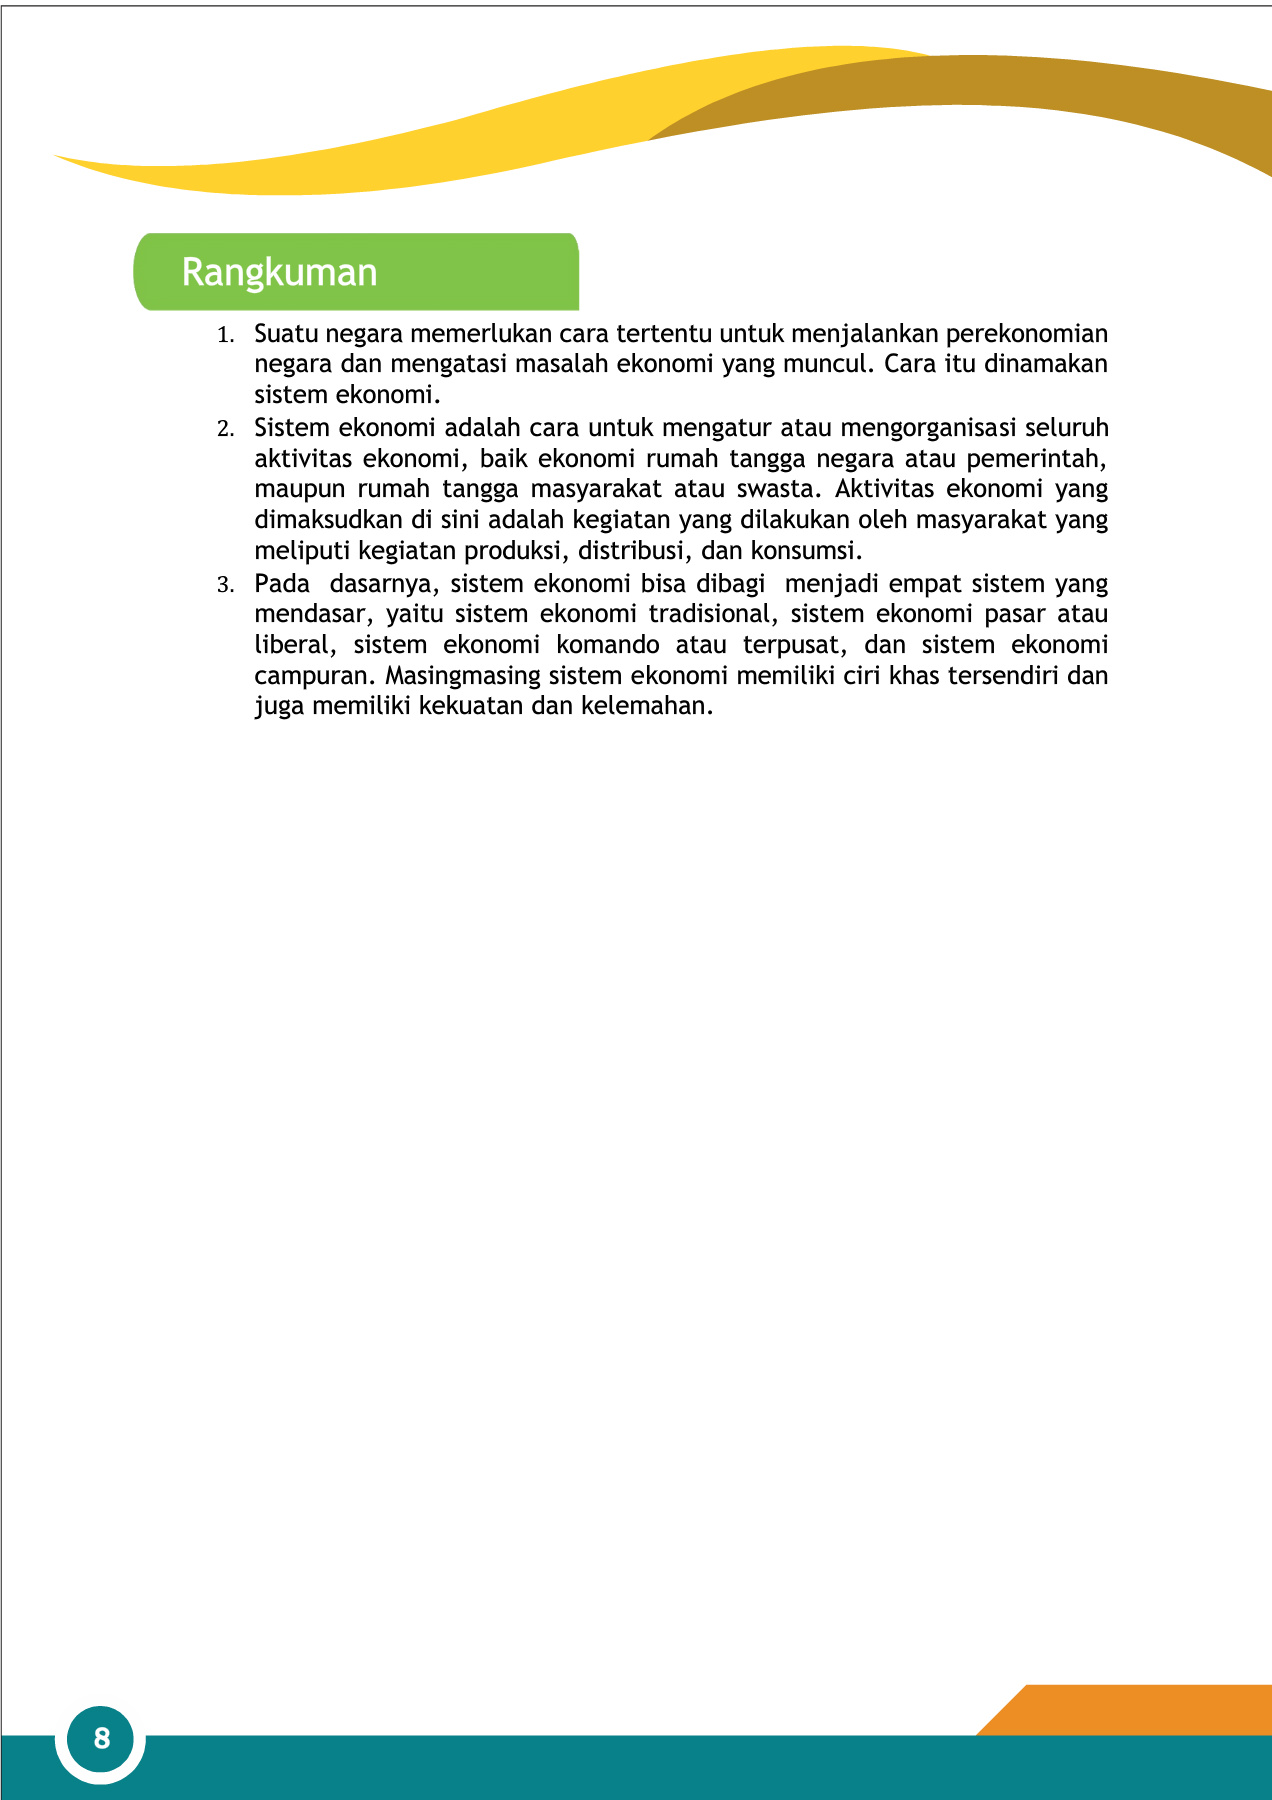 Rangkuman
1. Suatu negara memerlukan cara tertentu untuk menjalankan perekonomian
negara dan mengatasi masalah ekonomi yang muncul. Cara itu dinamakan
sistem ekonomi.
2. Sistem ekonomi adalah cara untuk mengatur atau mengorganisasi seluruh
aktivitas ekonomi, baik ekonomi rumah tangga negara atau pemerintah,
maupun rumah tangga masyarakat atau swasta. Aktivitas ekonomi yang
dimaksudkan di sini adalah kegiatan yang dilakukan oleh masyarakat yang
meliputi kegiatan produksi, distribusi, dan konsumsi.
3. Pada dasarnya, sistem ekonomi bisa dibagi menjadi empat sistem yang
mendasar, yaitu sistem ekonomi tradisional, sistem ekonomi pasar atau
liberal, sistem ekonomi komando atau terpusat, dan sistem ekonomi
campuran. Masingmasing sistem ekonomi memiliki ciri khas tersendiri dan
juga memiliki kekuatan dan kelemahan.
8